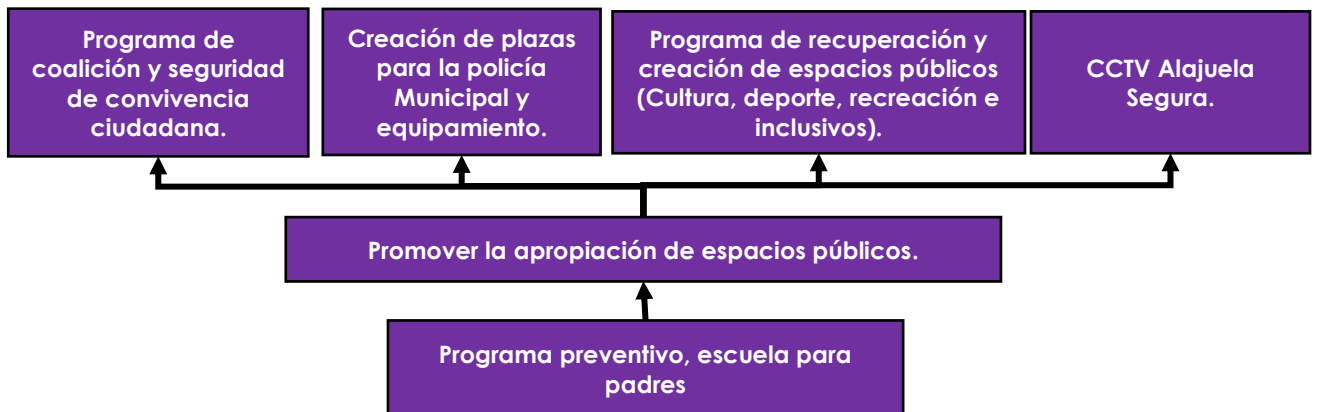 Programa de
coalición y seguridad
de convivencia
ciudadana.
Creación de plazas
para la policía
Municipal y
equipamiento.
Programa de recuperación y
creación de espacios públicos
(Cultura, deporte, recreación e
inclusivos).
CCTV Alajuela
Segura.
Promover la apropiación de espacios públicos.
Programa preventivo, escuela para
padres